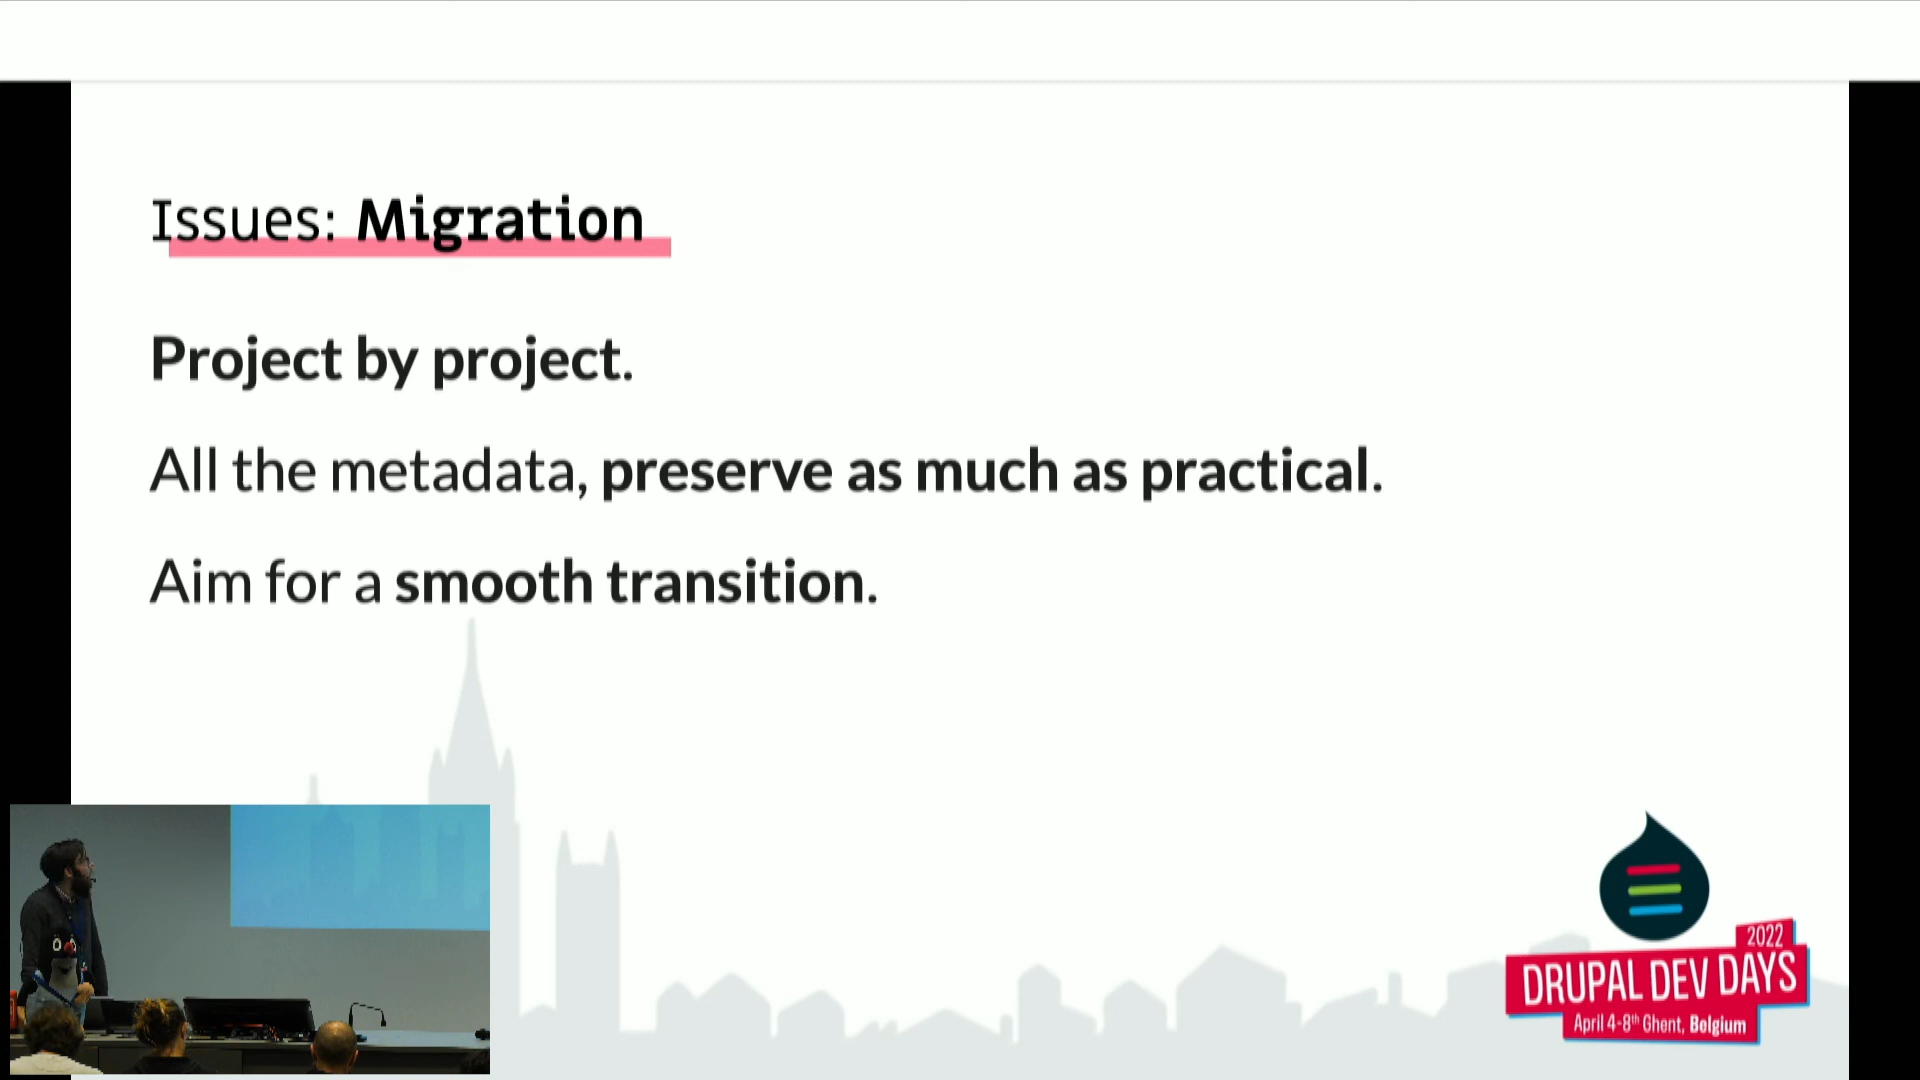 Issues: Migration
Project by project.
All the metadata, preserve as much as practical.
Aim for a smooth transition.
2022
DRUPAL DEV DAYS
April 4-8th Ghent, Belgium